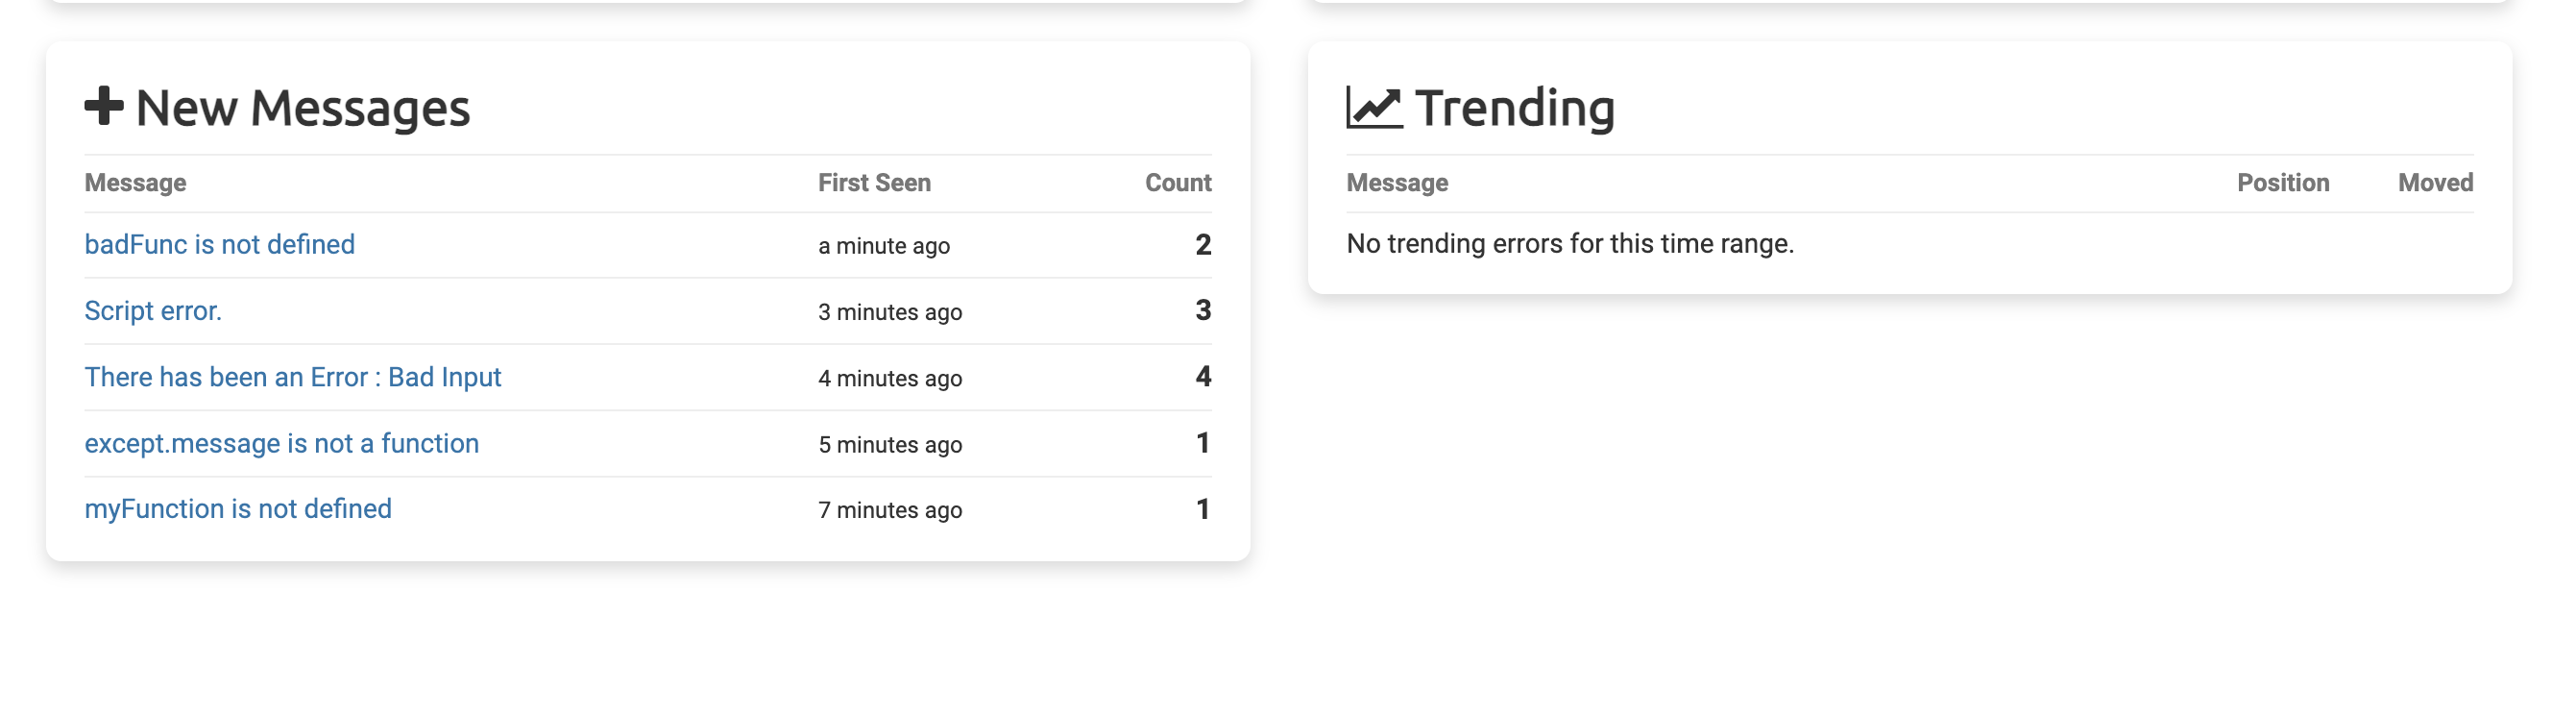 New Messages
Message First Seen Count
badFunc is not defined a minute ago 2
Script error. 3 minutes ago 3
There has been an Error : Bad Input 4 minutes ago 4
except.message is not a function 5 minutes ago 1
myFunction is not defined 7 minutes ago 1
Trending
Message Position Moved
No trending errors for this time range.